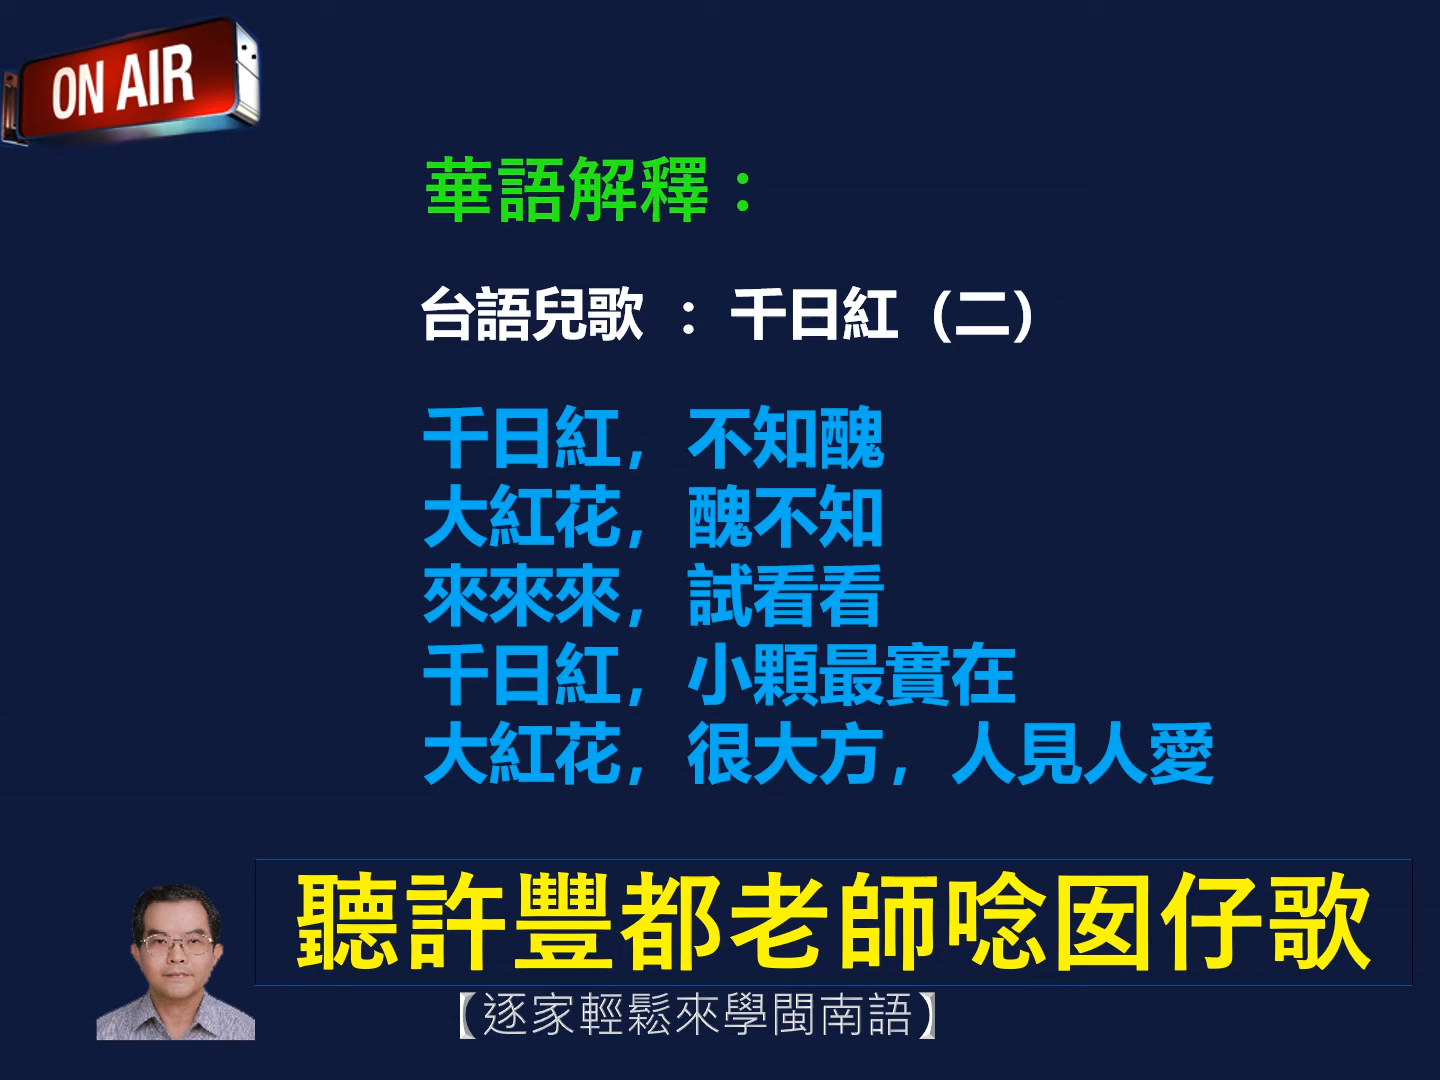 ON AIR
華語解釋：
台語兒歌 ： 千日紅（二）
千日紅，不知醜
大紅花，醜不知
來來來，試看看
千日紅，小顆最實在
大紅花，很大方，人見人愛
聽許豐都老師唸囡仔歌
【逐家輕鬆來學閩南語】